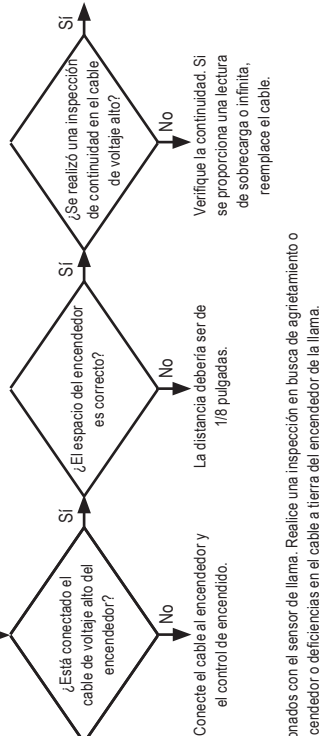 ¿Está conectado el
cable de voltaje alto del
encendedor?
Sí
No
Conecte el cable al encendedor y
el control de encendido.
¿El espacio del encendedor
es correcto?
Sí
No
La distancia debería ser de
1/8 pulgadas.
¿Se realizó una inspección
de continuidad en el cable
de voltaje alto?
Sí
No
Verifique la continuidad. Si
se proporciona una lectura
de sobrecarga o infinita,
reemplace el cable.
onados con el sensor de llama. Realice una inspección en busca de agrietamiento o
cendedor o deficiencias en el cable a tierra del encendedor de la llama.